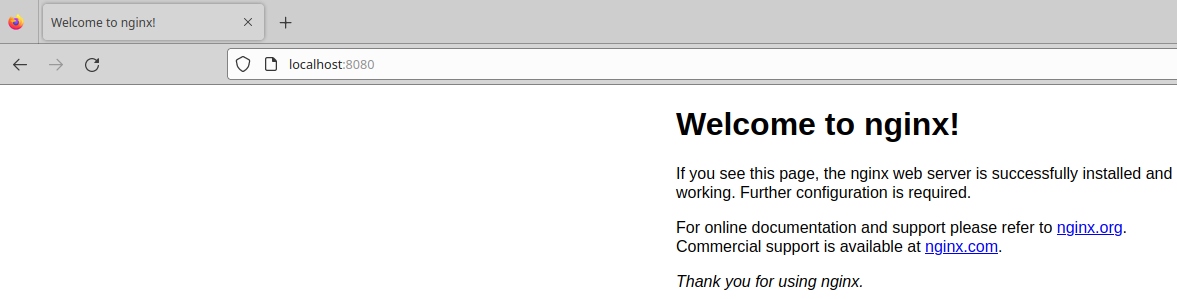 Welcome to nginx!
localhost:8080
Welcome to nginx!
If you see this page, the nginx web server is successfully installed and
working. Further configuration is required.
For online documentation and support please refer to nginx.org.
Commercial support is available at nginx.com.
Thank you for using nginx.